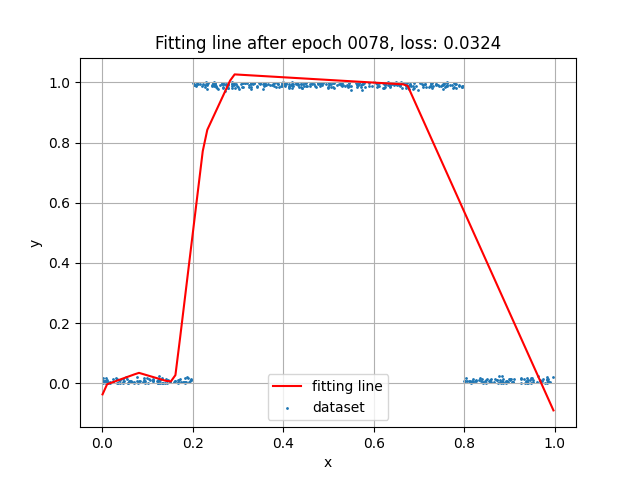 Fitting line after epoch 0078, loss: 0.0324
1.0
0.8
0.6
0.4
0.2
0.0
y
fitting line
dataset
0.0 0.2 0.4 0.6 0.8 1.0
x